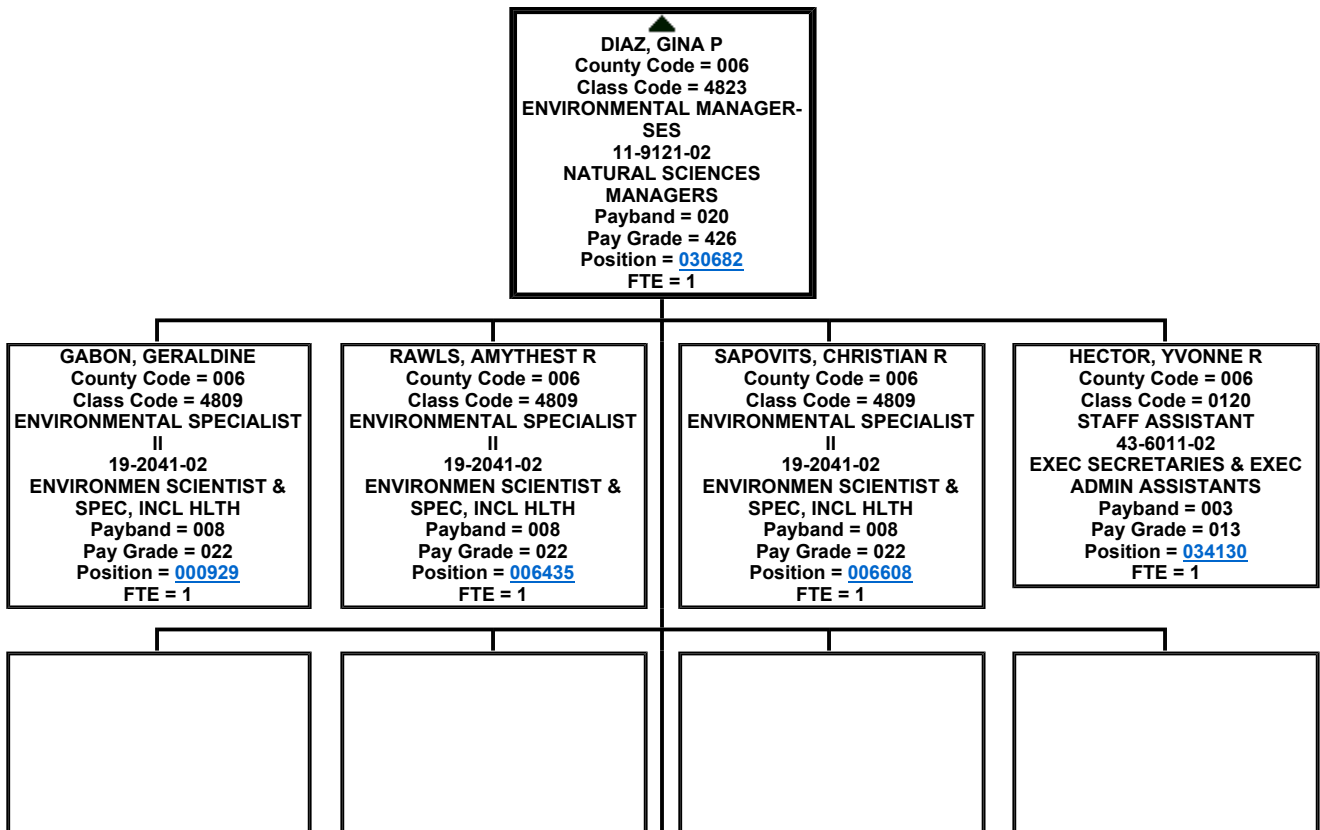 DIAZ, GINA P
County Code = 006
Class Code = 4823
ENVIRONMENTAL MANAGER-
SES
11-9121-02
NATURAL SCIENCES
MANAGERS
Payband = 020
Pay Grade = 426
Position = 030682
FTE = 1
GABON, GERALDINE
County Code = 006
Class Code = 4809
ENVIRONMENTAL SPECIALIST
II
19-2041-02
ENVIRONMEN SCIENTIST &
SPEC, INCL HLTH
Payband = 008
Pay Grade = 022
Position = 000929
FTE = 1
RAWLS, AMYTHEST R
County Code = 006
Class Code = 4809
ENVIRONMENTAL SPECIALIST
II
19-2041-02
ENVIRONMEN SCIENTIST &
SPEC, INCL HLTH
Payband = 008
Pay Grade = 022
Position = 006435
FTE = 1
SAPOVITS, CHRISTIAN R
County Code = 006
Class Code = 4809
ENVIRONMENTAL SPECIALIST
II
19-2041-02
ENVIRONMEN SCIENTIST &
SPEC, INCL HLTH
Payband = 008
Pay Grade = 022
Position = 006608
FTE = 1
HECTOR, YVONNE R
County Code = 006
Class Code = 0120
STAFF ASSISTANT
43-6011-02
EXEC SECRETARIES & EXEC
ADMIN ASSISTANTS
Payband = 003
Pay Grade = 013
Position = 034130
FTE = 1